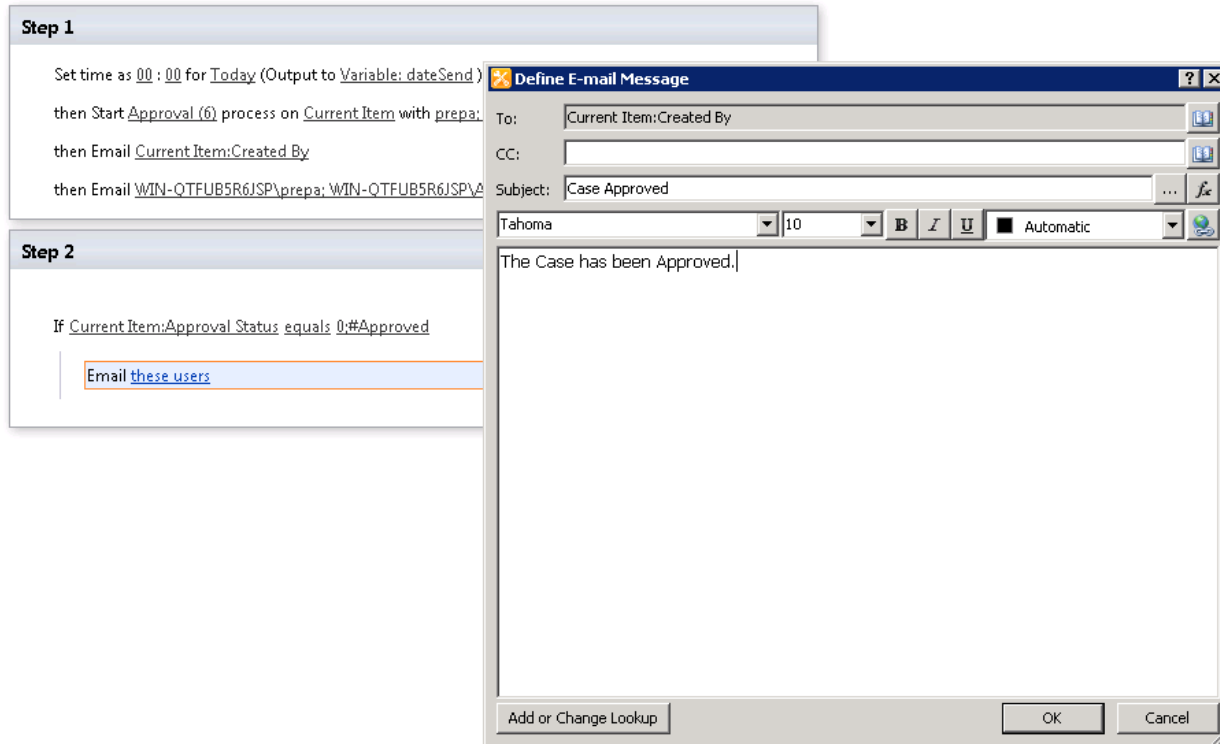 Step 1
Set time as 00 : 00 for Today (Output to Variable: dateSend )
then Start Approval (6) process on Current Item with prepa;
then Email Current Item:Created By
then Email WIN-QTFUB5R6JSP\prepa; WIN-QTFUB5R6JSP\A
Step 2
If Current Item:Approval Status equals 0;#Approved
Email these users
Define E-mail Message
? X
To: Current Item:Created By
CC:
Subject: Case Approved ... fx
Tahoma 10 B I U Automatic
The Case has been Approved.
Add or Change Lookup OK Cancel